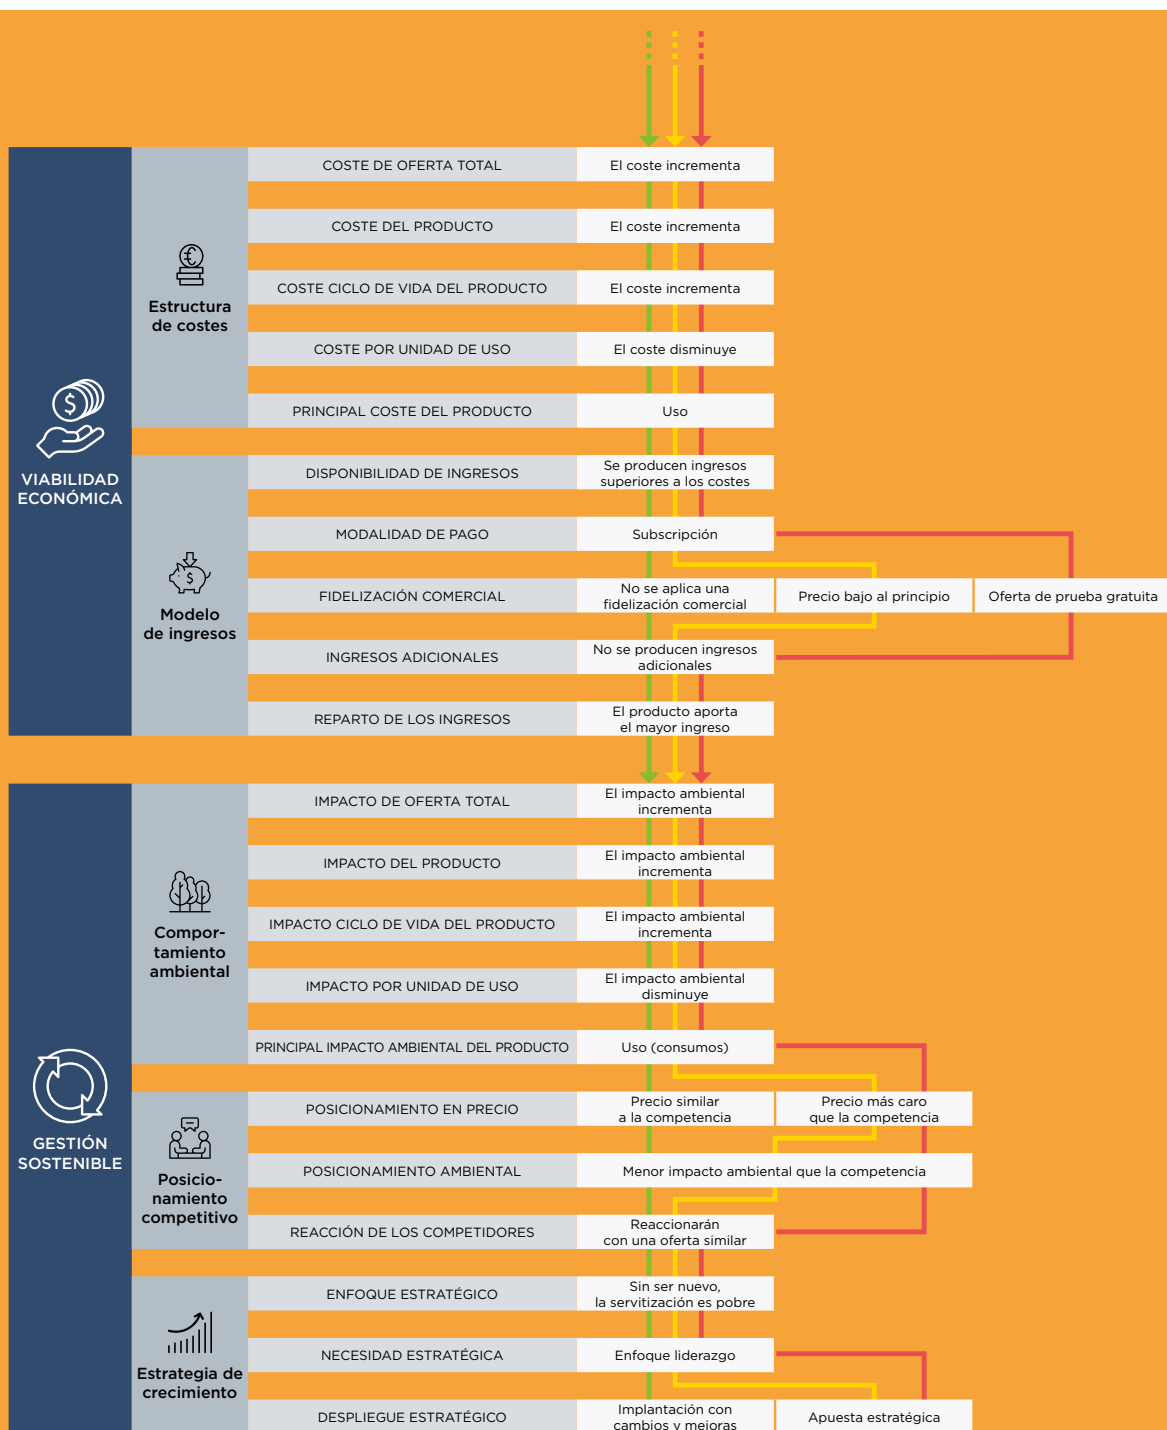 COSTE DE OFERTA TOTAL
El coste incrementa
COSTE DEL PRODUCTO
El coste incrementa
COSTE CICLO DE VIDA DEL PRODUCTO
El coste incrementa
Estructura
de costes
COSTE POR UNIDAD DE USO
El coste disminuye
PRINCIPAL COSTE DEL PRODUCTO
Uso
VIABILIDAD
ECONÓMICA
DISPONIBILIDAD DE INGRESOS
Se producen ingresos
superiores a los costes
MODALIDAD DE PAGO
Subscripción
FIDELIZACIÓN COMERCIAL
No se aplica una
fidelización comercial
Precio bajo al principio
Oferta de prueba gratuita
Modelo
de ingresos
INGRESOS ADICIONALES
No se producen ingresos
adicionales
REPARTO DE LOS INGRESOS
El producto aporta
el mayor ingreso
IMPACTO DE OFERTA TOTAL
El impacto ambiental
incrementa
IMPACTO DEL PRODUCTO
El impacto ambiental
incrementa
IMPACTO CICLO DE VIDA DEL PRODUCTO
El impacto ambiental
incrementa
Compor-
tamiento
ambiental
IMPACTO POR UNIDAD DE USO
El impacto ambiental
disminuye
PRINCIPAL IMPACTO AMBIENTAL DEL PRODUCTO
Uso (consumos)
GESTIÓN
SOSTENIBLE
POSICIONAMIENTO EN PRECIO
Precio similar
a la competencia
Precio más caro
que la competencia
POSICIONAMIENTO AMBIENTAL
Menor impacto ambiental que la competencia
Posicio-
namiento
competitivo
REACCIÓN DE LOS COMPETIDORES
Reaccionarán
con una oferta similar
ENFOQUE ESTRATÉGICO
Sin ser nuevo,
la servitización es pobre
NECESIDAD ESTRATÉGICA
Enfoque liderazgo
Estrategia de
crecimiento
DESPLIEGUE ESTRATÉGICO
Implantación con
cambios y mejoras
Apuesta estratégica